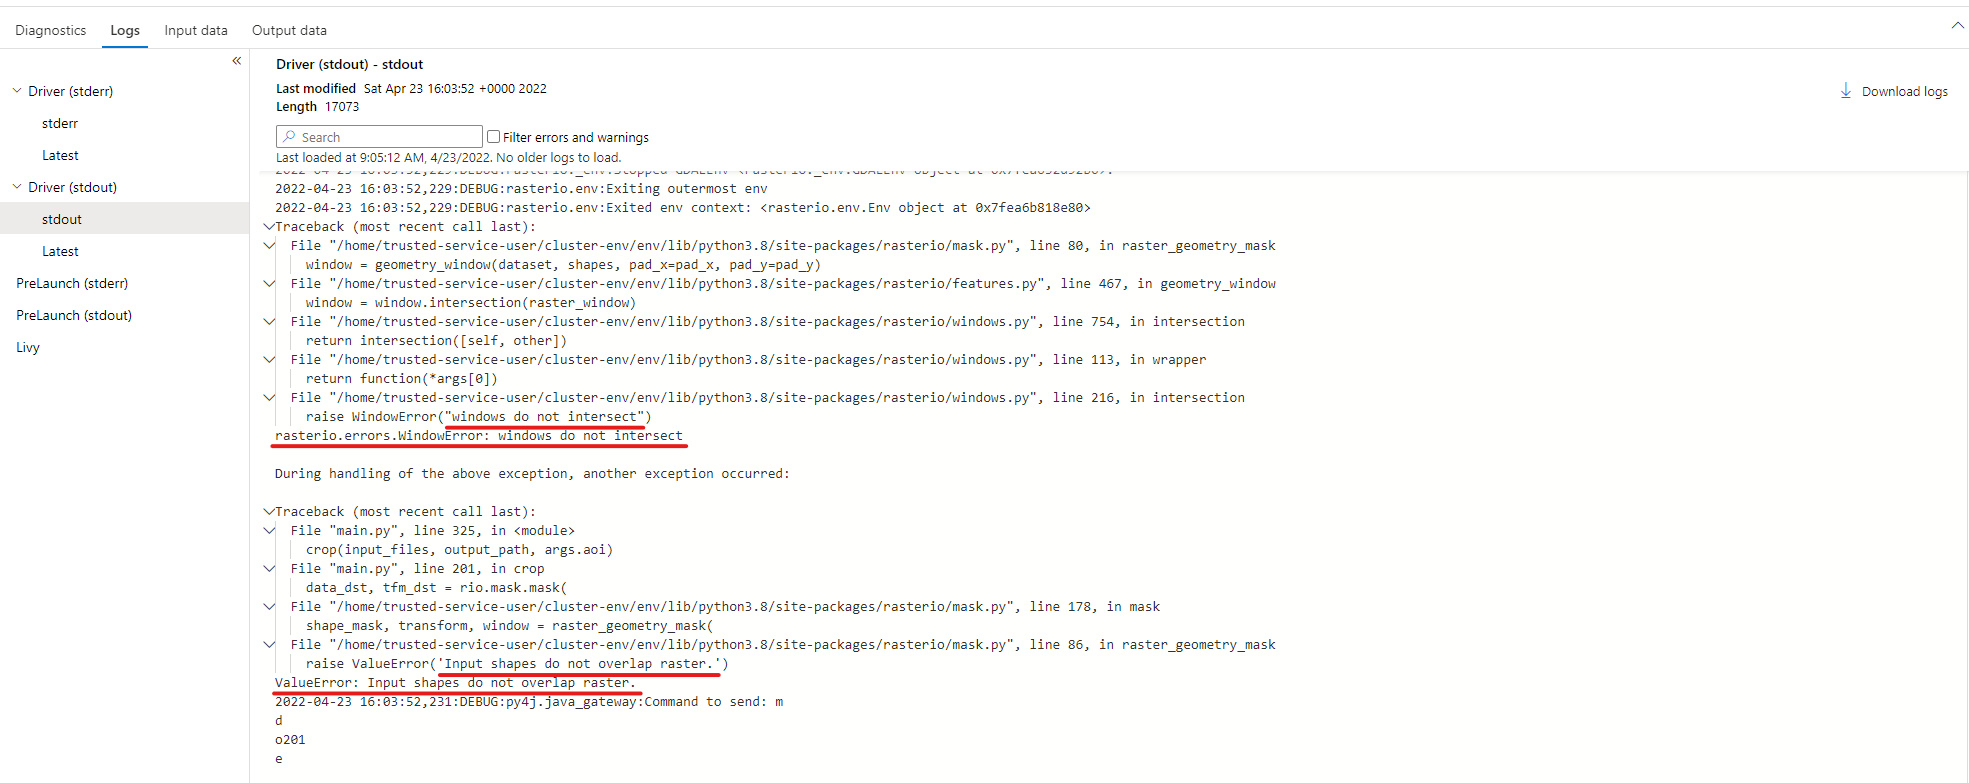 Diagnostics Logs Input data Output data
Driver (stderr)
stderr
Latest
Driver (stdout)
stdout
Latest
PreLaunch (stderr)
PreLaunch (stdout)
Livy
Driver (stdout) - stdout
Last modified Sat Apr 23 16:03:52 +0000 2022
Length 17073
Download logs
Search Filter errors and warnings
Last loaded at 9:05:12 AM, 4/23/2022. No older logs to load.
2022-04-23 16:03:52,229:DEBUG:rasterio.env:Exiting outermost env
2022-04-23 16:03:52,229:DEBUG:rasterio.env:Exited env context: <rasterio.env.Env object at 0x7fea6b818e80>
Traceback (most recent call last):
File "/home/trusted-service-user/cluster-env/env/lib/python3.8/site-packages/rasterio/mask.py", line 80, in raster_geometry_mask
window = geometry_window(dataset, shapes, pad_x=pad_x, pad_y=pad_y)
File "/home/trusted-service-user/cluster-env/env/lib/python3.8/site-packages/rasterio/features.py", line 467, in geometry_window
window = window.intersection(raster_window)
File "/home/trusted-service-user/cluster-env/env/lib/python3.8/site-packages/rasterio/windows.py", line 754, in intersection
return intersection([self, other])
File "/home/trusted-service-user/cluster-env/env/lib/python3.8/site-packages/rasterio/windows.py", line 113, in wrapper
return function(*args[0])
File "/home/trusted-service-user/cluster-env/env/lib/python3.8/site-packages/rasterio/windows.py", line 216, in intersection
raise WindowError("windows do not intersect")
rasterio.errors.WindowError: windows do not intersect
During handling of the above exception, another exception occurred:
Traceback (most recent call last):
File "main.py", line 325, in <module>
crop(input_files, output_path, args.aoi)
File "main.py", line 201, in crop
data_dst, tfm_dst = rio.mask.mask(
File "/home/trusted-service-user/cluster-env/env/lib/python3.8/site-packages/rasterio/mask.py", line 178, in mask
shape_mask, transform, window = raster_geometry_mask(
File "/home/trusted-service-user/cluster-env/env/lib/python3.8/site-packages/rasterio/mask.py", line 86, in raster_geometry_mask
raise ValueError('Input shapes do not overlap raster.')
ValueError: Input shapes do not overlap raster.
2022-04-23 16:03:52,231:DEBUG:py4j.java_gateway:Command to send: m
d
o201
e